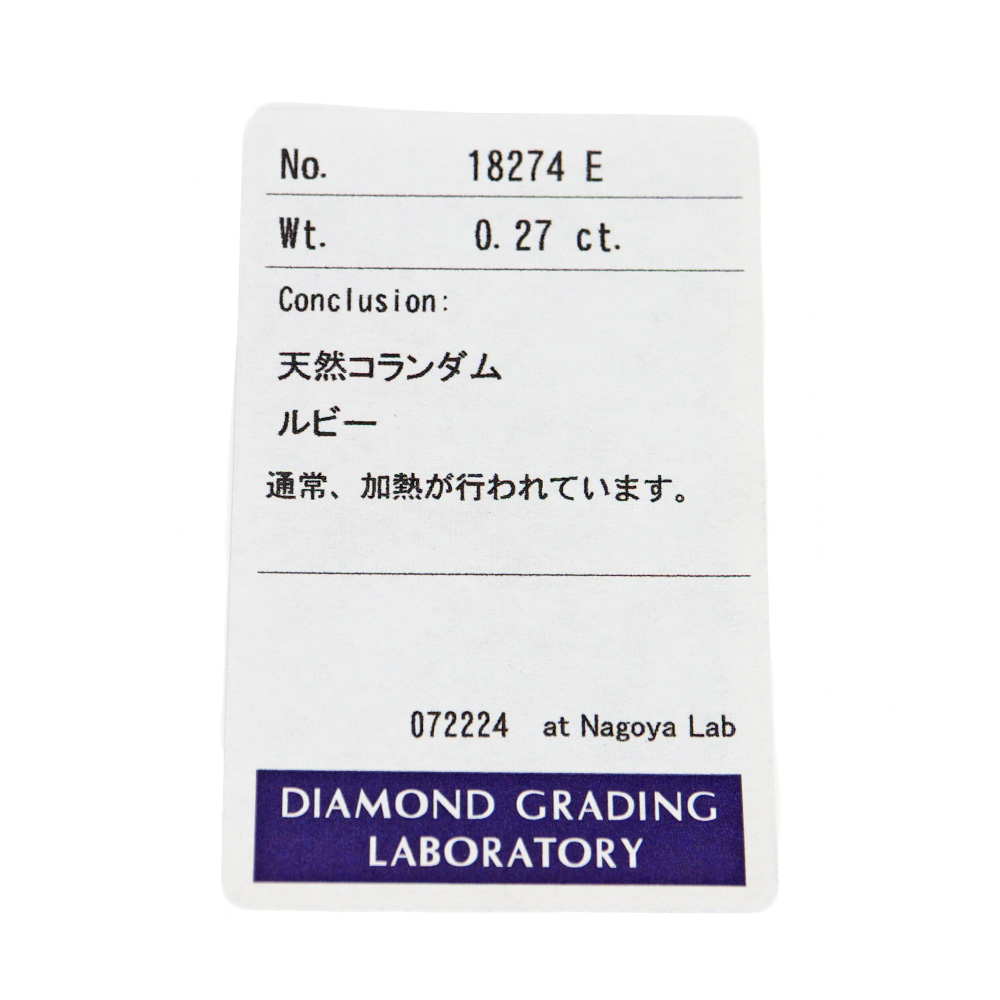 No. 18274 E
Wt. 0.27 ct.
Conclusion:
天然コランダム
ルビー
通常、加熱が行われています。
072224 at Nagoya Lab
DIAMOND GRADING
LABORATORY